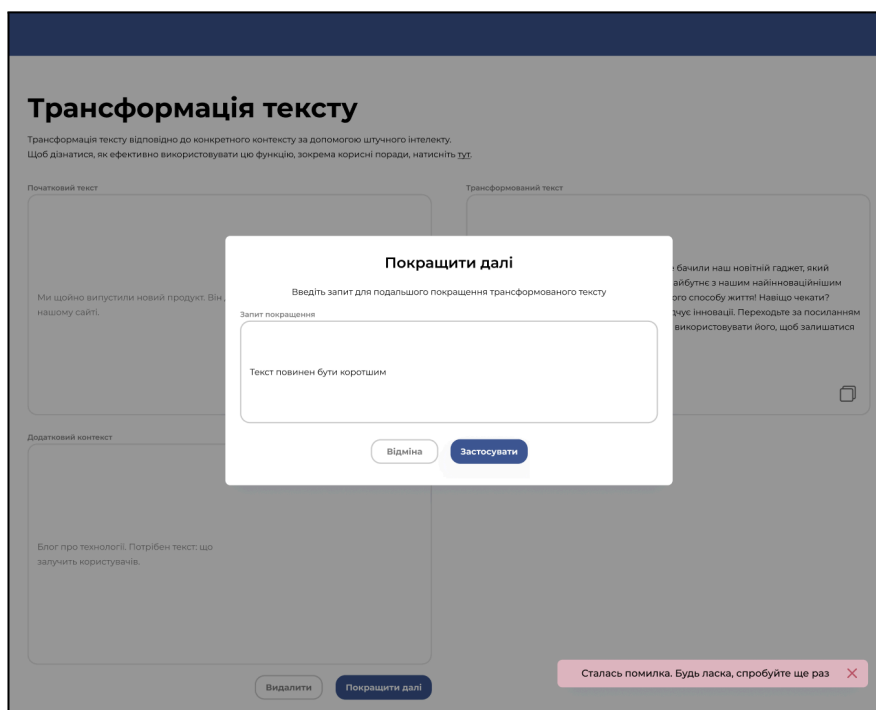 Трансформація тексту
Трансформація тексту відповідно до конкретного контексту за допомогою штучного інтелекту.
Щоб дізнатися, як ефективно використовувати цю функцію, зокрема корисні поради, натисніть тут.
Початковий текст
Ми щойно випустили новий продукт. Він
нашому сайті.
Трансформований текст
бачили наш новітній гаджет, який
айбутнє з нашим найінноваційнішим
ого способу життя! Навіщо чекати?
інновації. Переходьте за посиланням
використовувати його, щоб залишатися
Покращити далі
Введіть запит для подальшого покращення трансформованого тексту
Запит покращення
Текст повинен бути коротшим
Відміна
Застосувати
Додатковий контекст
Блог про технології. Потрібен текст: що
залучить користувачів.
Видалити
Покращити далі
Сталась помилка. Будь ласка, спробуйте ще раз